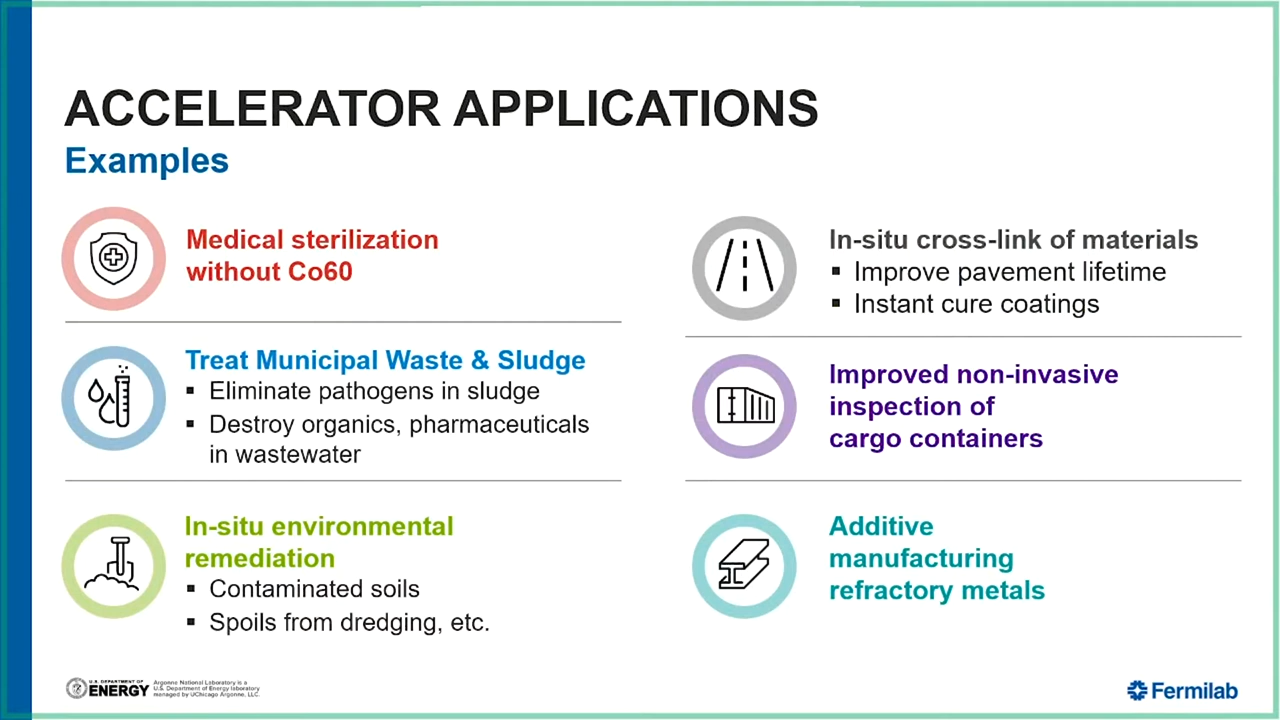 ACCELERATOR APPLICATIONS
Examples
Medical sterilization
without Co60
Treat Municipal Waste & Sludge
▪ Eliminate pathogens in sludge
▪ Destroy organics, pharmaceuticals
in wastewater
In-situ environmental
remediation
▪ Contaminated soils
▪ Spoils from dredging, etc.
In-situ cross-link of materials
▪ Improve pavement lifetime
▪ Instant cure coatings
Improved non-invasive
inspection of
cargo containers
Additive
manufacturing
refractory metals
U.S. DEPARTMENT OF
ENERGY
Argonne National Laboratory is a
U.S. Department of Energy laboratory
managed by UChicago Argonne, LLC.
Fermilab